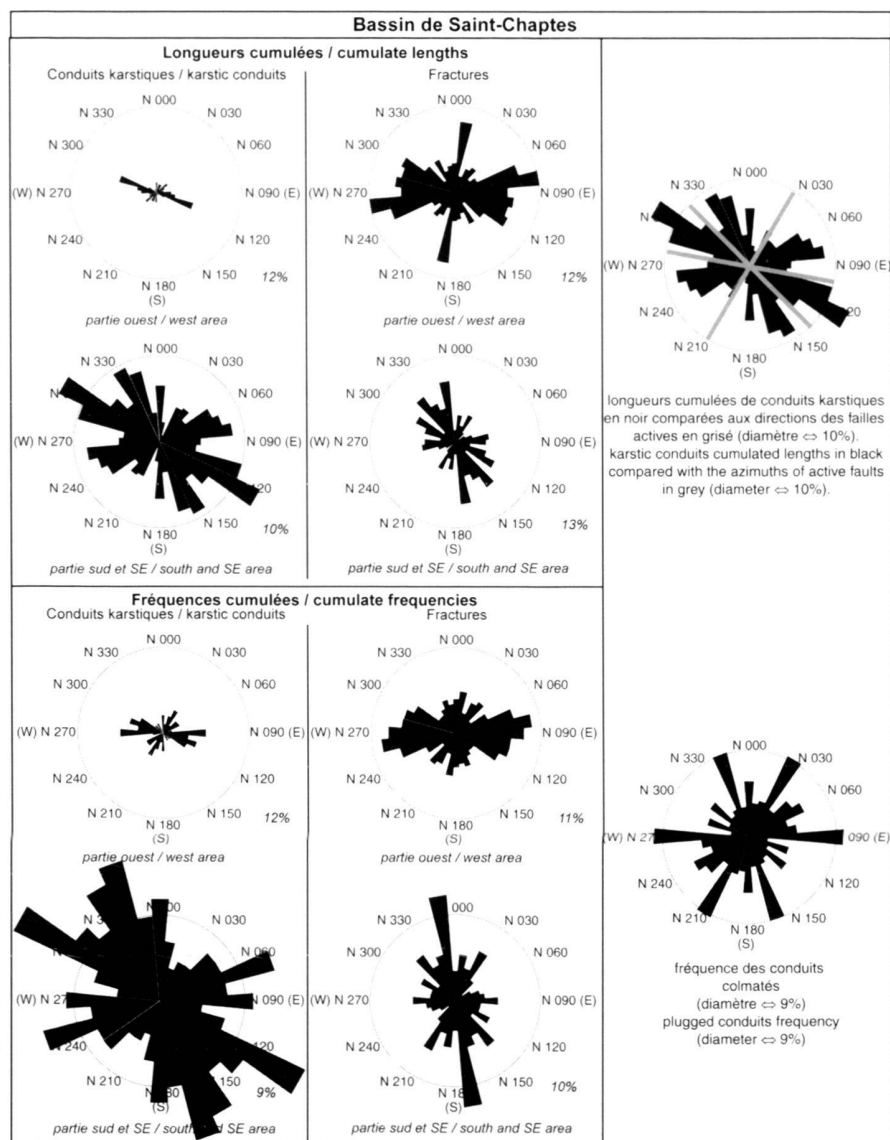 Bassin de Saint-Chaptes
Longueurs cumulées / cumulate lengths
Conduits karstiques / karstic conduits
N 000
N 330
N 030
N 300
N 060
(W) N 270
N 090 (E)
N 240
N 120
N 210
N 150
N 180
(S)
12%
partie ouest / west area
Fractures
N 000
N 330
N 030
N 300
N 060
(W) N 270
N 090 (E)
N 240
N 120
N 210
N 150
N 180
(S)
12%
partie ouest / west area
N 000
N 330
N 030
N 060
(W) N 270
N 090 (E)
N 240
120
N 210
N 150
N 180
(S)
10%
partie sud et SE / south and SE area
N 000
N 330
N 030
N 300
N 060
(W) N 270
N 090 (E)
N 240
N 120
N 210
N 150
N 180
(S)
13%
partie sud et SE / south and SE area
N 000
N 330
N 030
N 060
(W) N 270
N 090 (E)
N 240
N 210
N 150
N 180
(S)
longueurs cumulées de conduits karstiques
en noir comparées aux directions des failles
actives en grisé (diamètre ⇔ 10%).
karstic conduits cumulated lengths in black
compared with the azimuths of active faults
in grey (diameter ⇔ 10%).
Fréquences cumulées / cumulate frequencies
Conduits karstiques / karstic conduits
N 000
N 330
N 030
N 300
N 060
(W) N 270
N 090 (E)
N 240
N 120
N 210
N 150
N 180
(S)
12%
partie ouest / west area
Fractures
N 000
N 330
N 030
N 300
N 060
(W) N 270
N 090 (E)
N 240
N 120
N 210
N 150
N 180
(S)
11%
partie ouest / west area
N 030
(W) N 27
N 090 (E)
N 210
150
(S)
9%
partie sud et SE / south and SE area
000
N 330
N 030
N 300
N 060
(W) N 270
N 090 (E)
N 240
N 120
N 210
N 150
N 18
(S)
10%
partie sud et SE / south and SE area
N 000
N 330
N 030
N 300
N 060
(W) N 27
090 (E)
N 240
N 120
N 210
N 150
N 180
(S)
fréquence des conduits
colmatés
(diamètre ⇔ 9%)
plugged conduits frequency
(diameter ⇔ 9%)